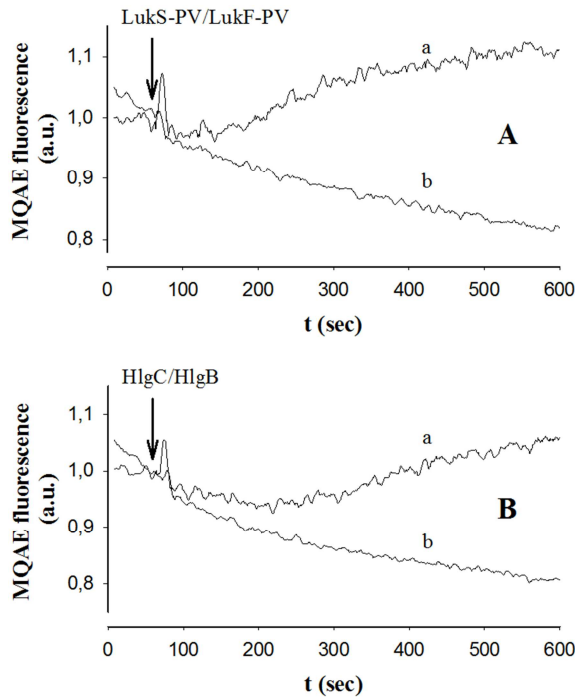 LukS-PV/LukF-PV
1,1
1,0
0,9
0,8
MQAE fluorescence
(a.u.)
a
b
A
0 100 200 300 400 500 600
t (sec)
HlgC/HlgB
1,1
1,0
0,9
0,8
MQAE fluorescence
(a.u.)
a
b
B
0 100 200 300 400 500 600
t (sec)